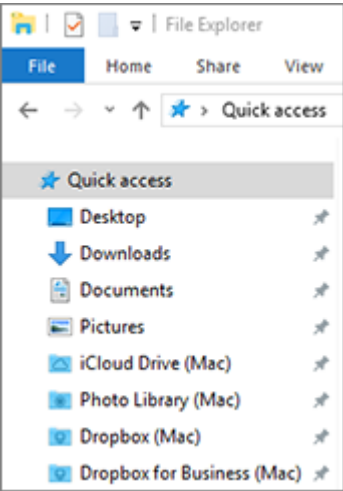 File Explorer
File Home Share View
Quick access
Quick access
Desktop
Downloads
Documents
Pictures
iCloud Drive (Mac)
Photo Library (Mac)
Dropbox (Mac)
Dropbox for Business (Mac)